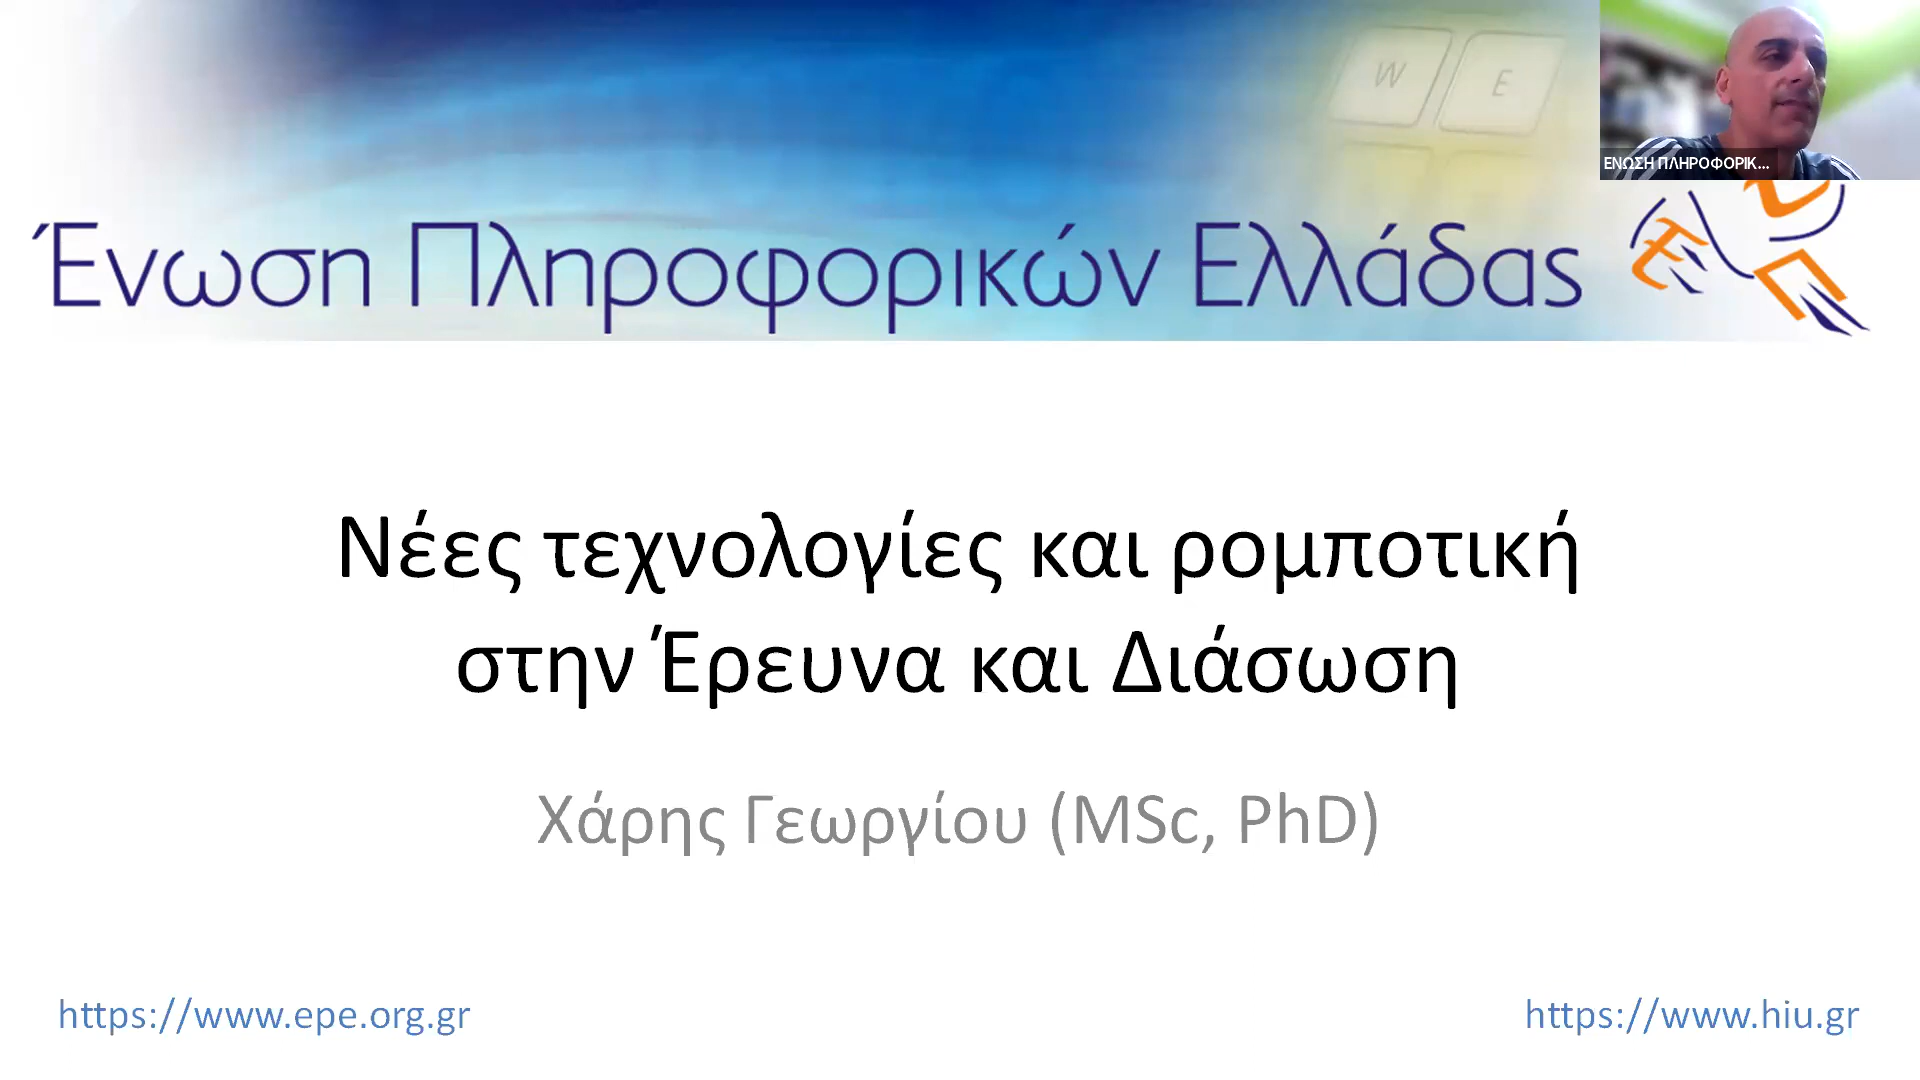 W E
ΕΝΩΣΗ ΠΛΗΡΟΦΟΡΙΚ...
Ένωση Πληροφορικών Ελλάδας
Ε Π Ε
Νέες τεχνολογίες και ρομποτική
στην Έρευνα και Διάσωση
Χάρης Γεωργίου (MSc, PhD)
https://www.epe.org.gr
https://www.hiu.gr